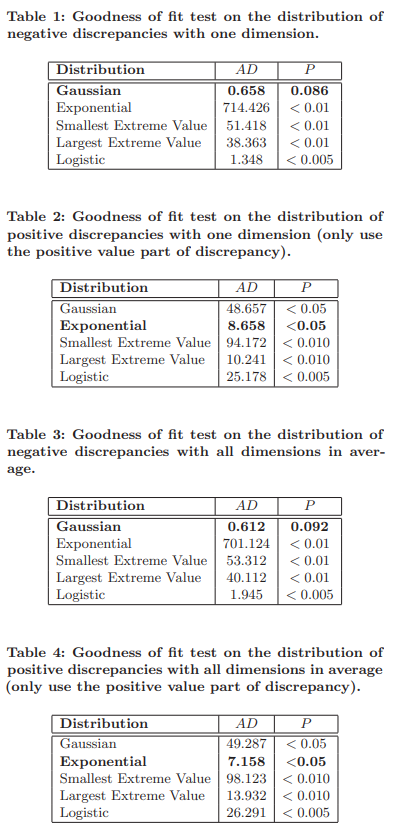 Table 1: Goodness of fit test on the distribution of
negative discrepancies with one dimension.
Distribution AD P
Gaussian 0.658 0.086
Exponential 714.426 < 0.01
Smallest Extreme Value 51.418 < 0.01
Largest Extreme Value 38.363 < 0.01
Logistic 1.348 < 0.005
Table 2: Goodness of fit test on the distribution of
positive discrepancies with one dimension (only use
the positive value part of discrepancy).
Distribution AD P
Gaussian 48.657 < 0.05
Exponential 8.658 <0.05
Smallest Extreme Value 94.172 < 0.010
Largest Extreme Value 10.241 < 0.010
Logistic 25.178 < 0.005
Table 3: Goodness of fit test on the distribution of
negative discrepancies with all dimensions in aver-
age.
Distribution AD P
Gaussian 0.612 0.092
Exponential 701.124 < 0.01
Smallest Extreme Value 53.312 < 0.01
Largest Extreme Value 40.112 < 0.01
Logistic 1.945 < 0.005
Table 4: Goodness of fit test on the distribution of
positive discrepancies with all dimensions in average
(only use the positive value part of discrepancy).
Distribution AD P
Gaussian 49.287 < 0.05
Exponential 7.158 <0.05
Smallest Extreme Value 98.123 < 0.010
Largest Extreme Value 13.932 < 0.010
Logistic 26.291 < 0.005